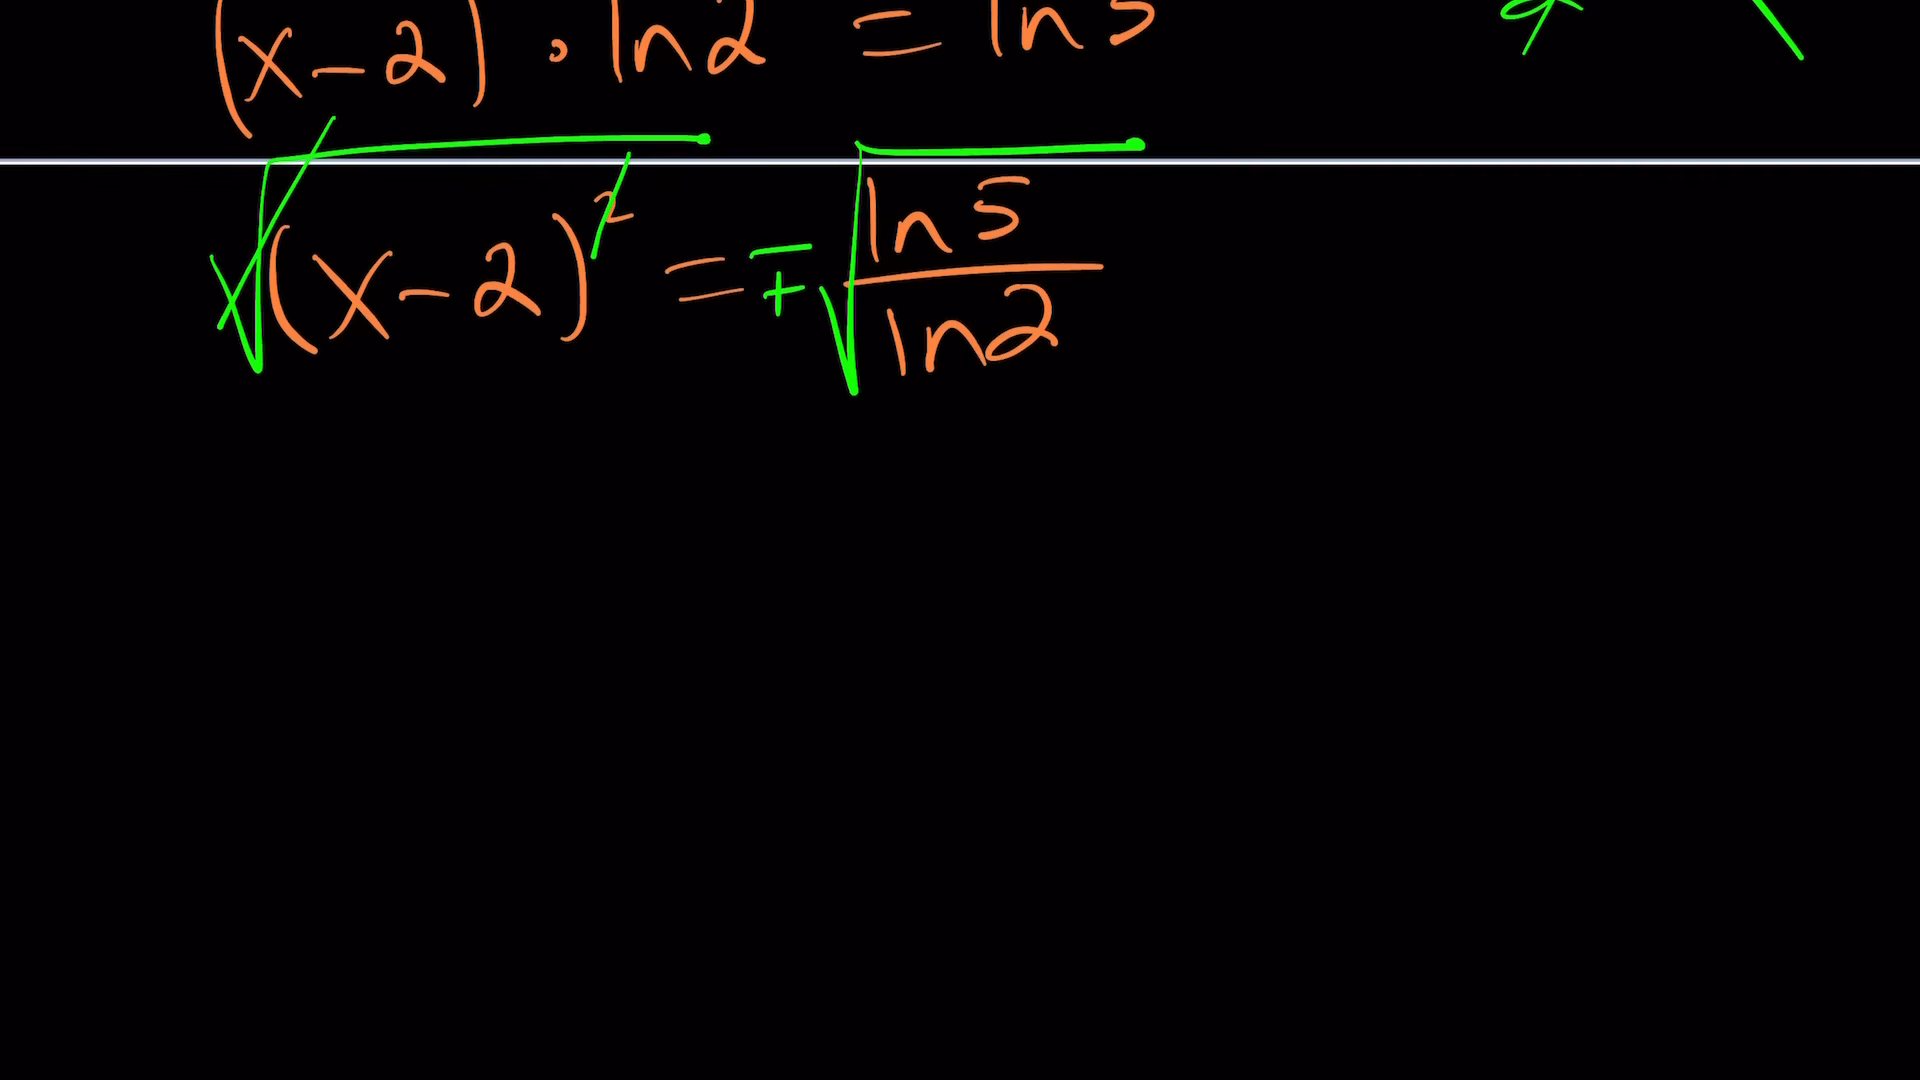 (x-2) · ln2 = ln5
√(x-2)² = ∓√(ln5/ln2)